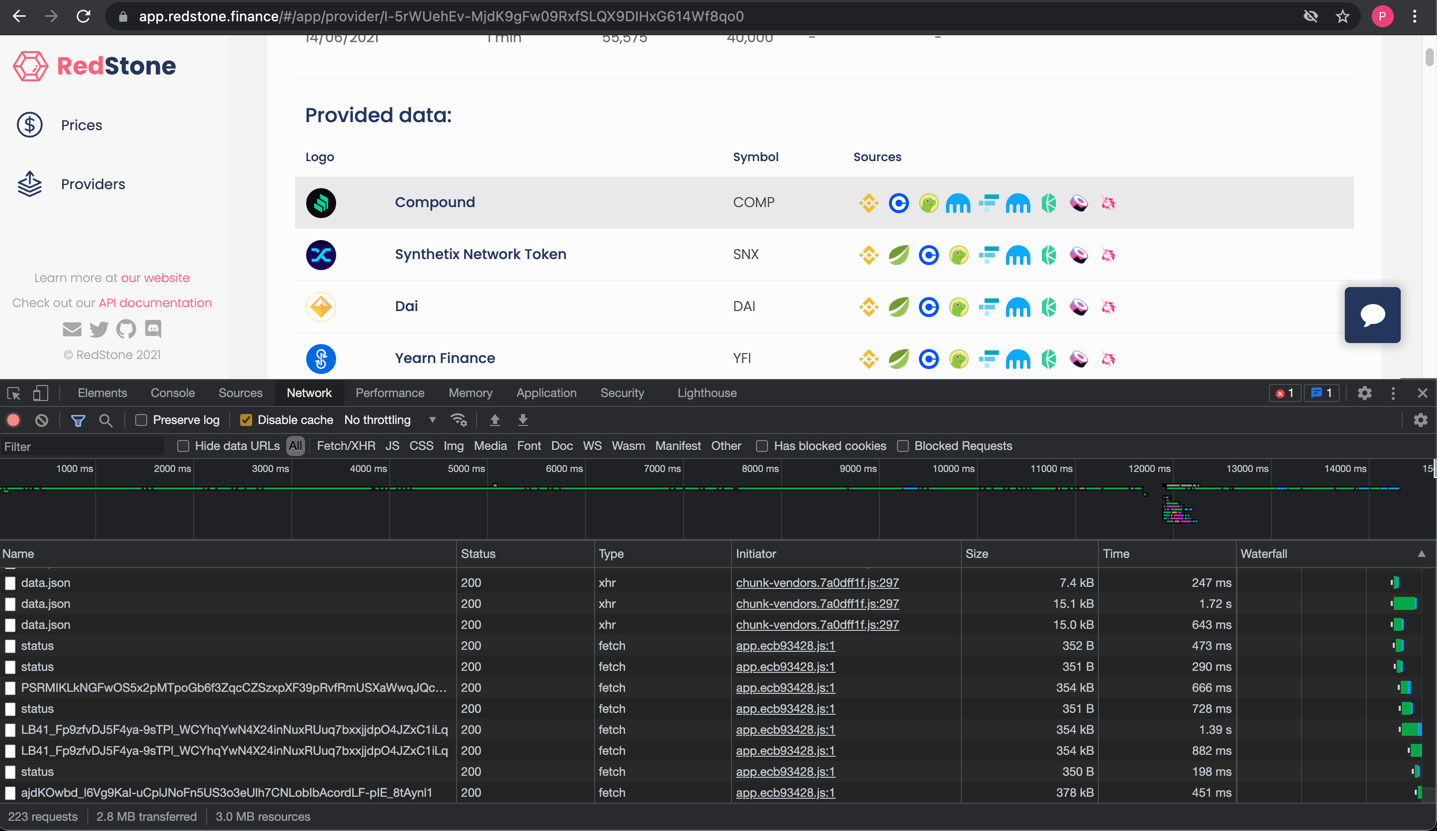 app.redstone.finance/#/app/provider/I-5rWUehEv-MjdK9gFw09RxfSLQX9DIHxG614Wf8qo0
P
14/06/2021 1 min 55,575 40,000 - -
RedStone
Prices
Providers
Learn more at our website
Check out our API documentation
© RedStone 2021
Provided data:
Logo Symbol Sources
Compound COMP
Synthetix Network Token SNX
Dai DAI
Yearn Finance YFI
Elements Console Sources Network Performance Memory Application Security Lighthouse 1 1
Preserve log Disable cache No throttling
Filter Hide data URLs All Fetch/XHR JS CSS Img Media Font Doc WS Wasm Manifest Other Has blocked cookies Blocked Requests
1000 ms 2000 ms 3000 ms 4000 ms 5000 ms 6000 ms 7000 ms 8000 ms 9000 ms 10000 ms 11000 ms 12000 ms 13000 ms 14000 ms 15
Name Status Type Initiator Size Time Waterfall
data.json 200 xhr chunk-vendors.7a0dff1f.js:297 7.4 kB 247 ms
data.json 200 xhr chunk-vendors.7a0dff1f.js:297 15.1 kB 1.72 s
data.json 200 xhr chunk-vendors.7a0dff1f.js:297 15.0 kB 643 ms
status 200 fetch app.ecb93428.js:1 352 B 473 ms
status 200 fetch app.ecb93428.js:1 351 B 290 ms
PSRMIKLkNGFwOS5x2pMTpoGb6f3ZqcCZSzxpXF39pRvfRmUSXaWwqJQc... 200 fetch app.ecb93428.js:1 354 kB 666 ms
status 200 fetch app.ecb93428.js:1 351 B 728 ms
LB41_Fp9zfvDJ5F4ya-9sTPl_WCYhqYwN4X24inNuxRUuq7bxxjjdpO4JZxC1iLq 200 fetch app.ecb93428.js:1 354 kB 1.39 s
LB41_Fp9zfvDJ5F4ya-9sTPl_WCYhqYwN4X24inNuxRUuq7bxxjjdpO4JZxC1iLq 200 fetch app.ecb93428.js:1 354 kB 882 ms
status 200 fetch app.ecb93428.js:1 350 B 198 ms
ajdKOwbd_l6Vg9KaI-uCplJNoFn5US3o3eUlh7CNLobIbAcordLF-pIE_8tAynl1 200 fetch app.ecb93428.js:1 378 kB 451 ms
223 requests 2.8 MB transferred 3.0 MB resources